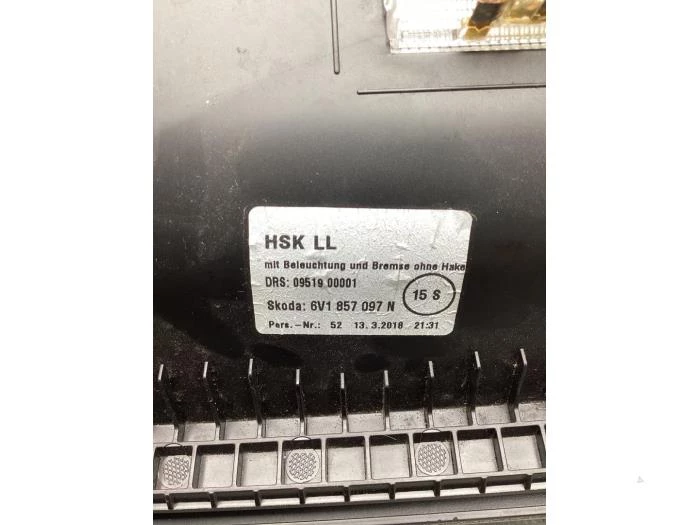 HSK LL
mit Beleuchtung und Bremse ohne Hake
DRS: 09519 00001
15 S
Skoda: 6V1 857 097 N
Pers.-Nr.: 52 13.3.2018 21:31